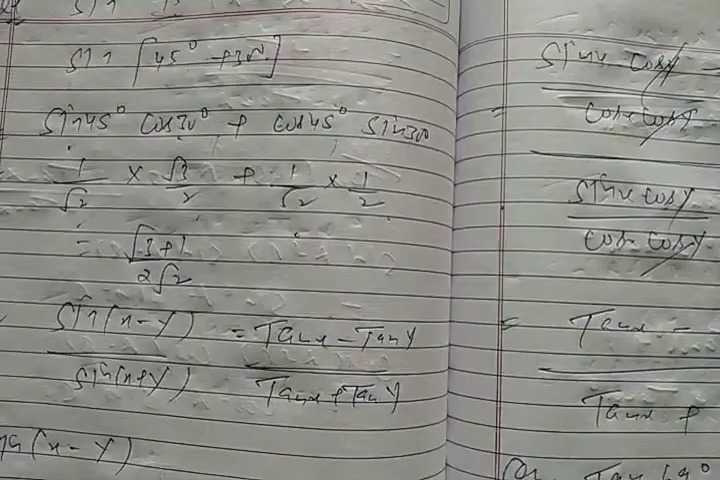 sin [45° + 30°]
sin45° cos30° + cos45° sin30°
1/√2 × √3/2 + 1/√2 × 1/2
= √3+1 / 2√2
sin(x-y) / sin(x+y) = Tanx - Tany / Tanx + Tany
(x-y)
sinx cosy
= cosx cosy
sinx cosy
cosx cosy
= Tanx -
Tanx +